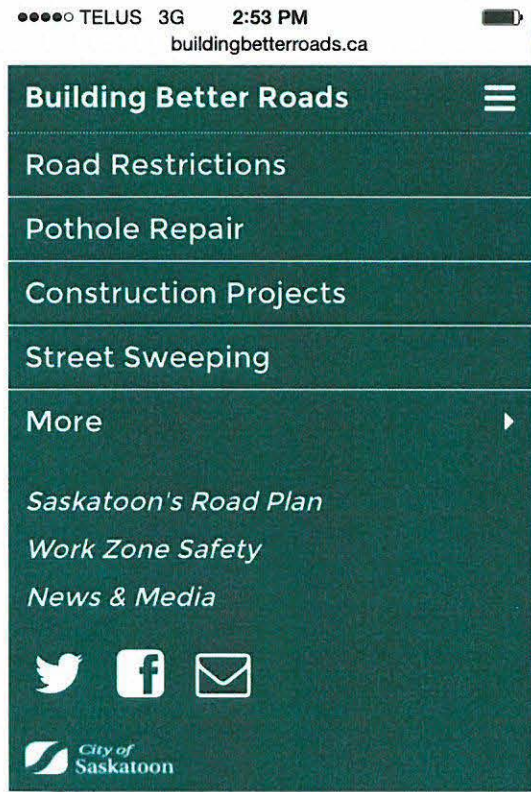 TELUS 3G 2:53 PM
buildingbetterroads.ca
Building Better Roads
Road Restrictions
Pothole Repair
Construction Projects
Street Sweeping
More
Saskatoon's Road Plan
Work Zone Safety
News & Media
City of
Saskatoon